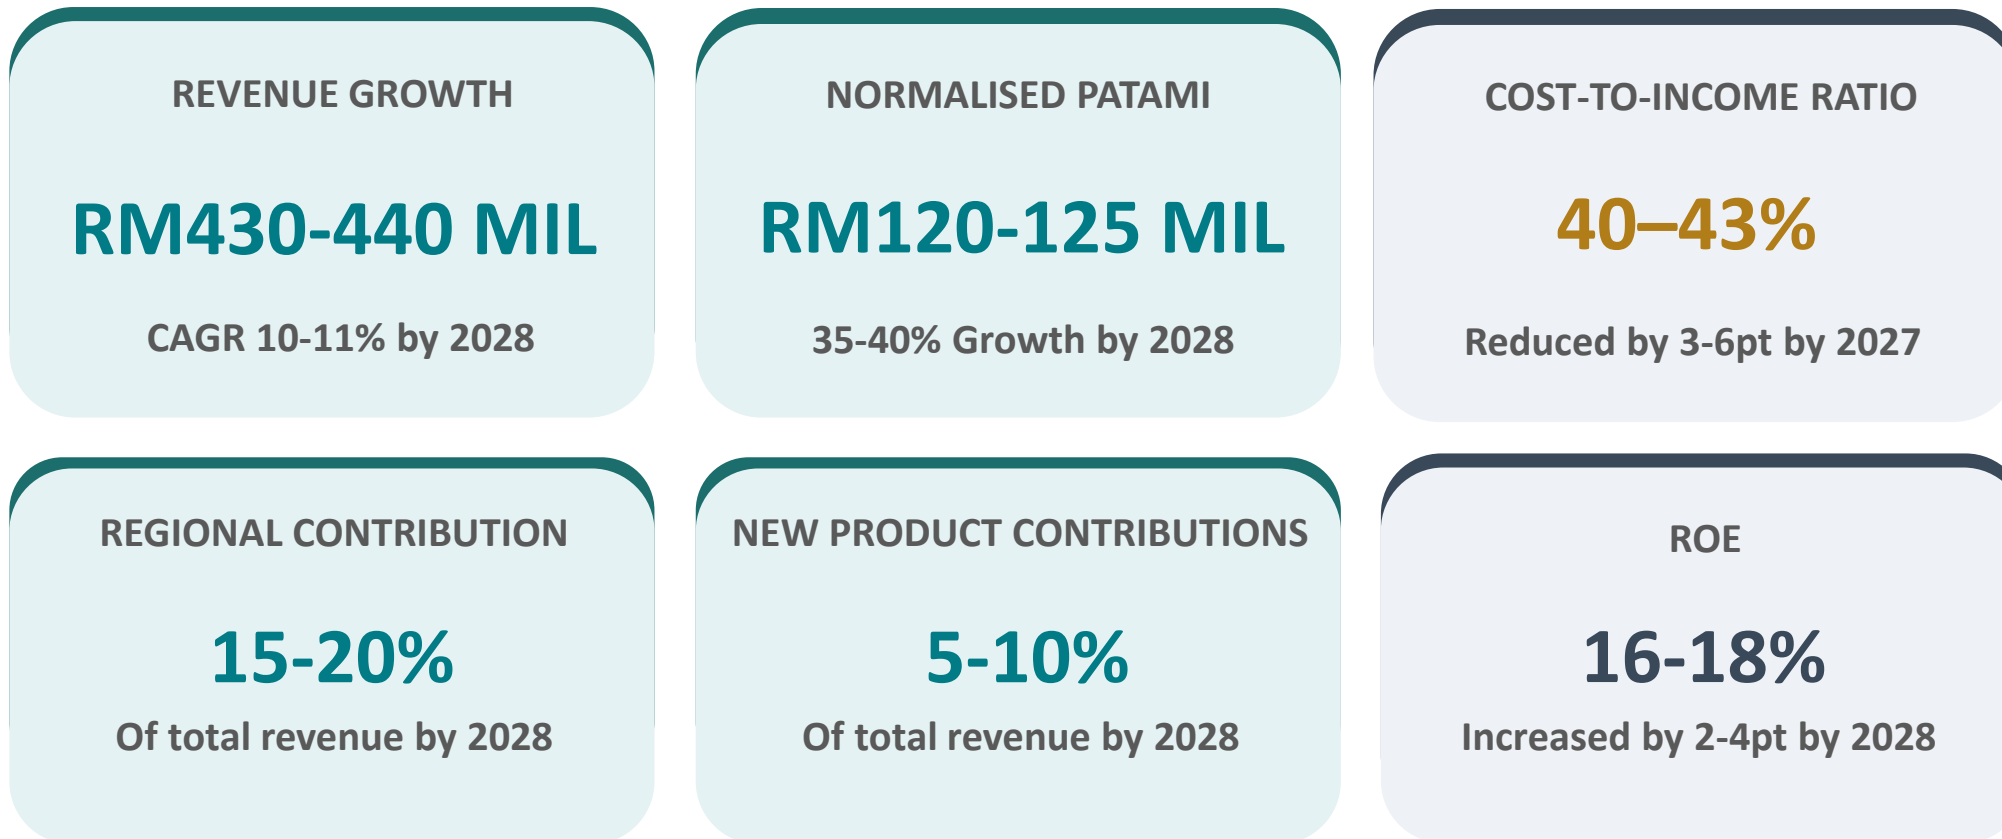 REVENUE GROWTH
RM430-440 MIL
CAGR 10-11% by 2028
NORMALISED PATAMI
RM120-125 MIL
35-40% Growth by 2028
COST-TO-INCOME RATIO
40–43%
Reduced by 3-6pt by 2027
REGIONAL CONTRIBUTION
15-20%
Of total revenue by 2028
NEW PRODUCT CONTRIBUTIONS
5-10%
Of total revenue by 2028
ROE
16-18%
Increased by 2-4pt by 2028